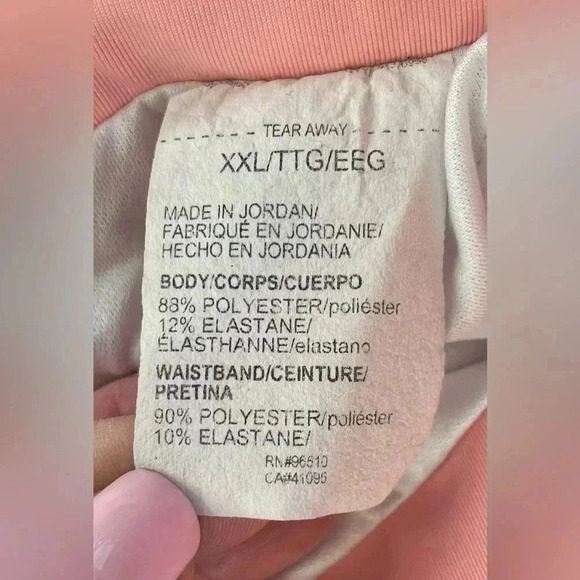 TEAR AWAY
XXL/TTG/EEG
MADE IN JORDAN/
FABRIQUÉ EN JORDANIE/
HECHO EN JORDANIA
BODY/CORPS/CUERPO
88% POLYESTER/poliéster
12% ELASTANE/
ÉLASTHANNE/elastano
WAISTBAND/CEINTURE/
PRETINA
90% POLYESTER/poliéster
10% ELASTANE/
RN#96510
CA#41095